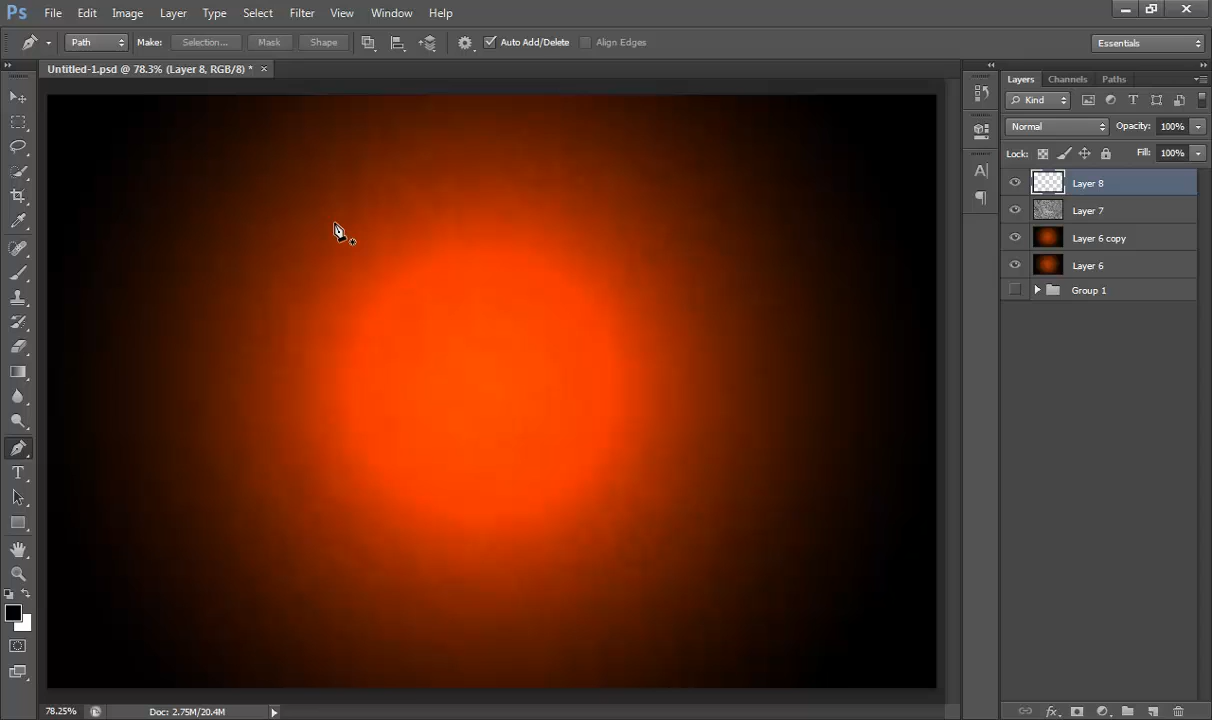 Ps File Edit Image Layer Type Select Filter View Window Help
Path Make: Selection... Mask Shape Auto Add/Delete Align Edges Essentials
Untitled-1.psd @ 78.3% (Layer 8, RGB/8) * ×
Layers Channels Paths
Kind
Normal Opacity: 100%
Lock: Fill: 100%
Layer 8
Layer 7
Layer 6 copy
Layer 6
Group 1
78.25% Doc: 2.75M/20.4M